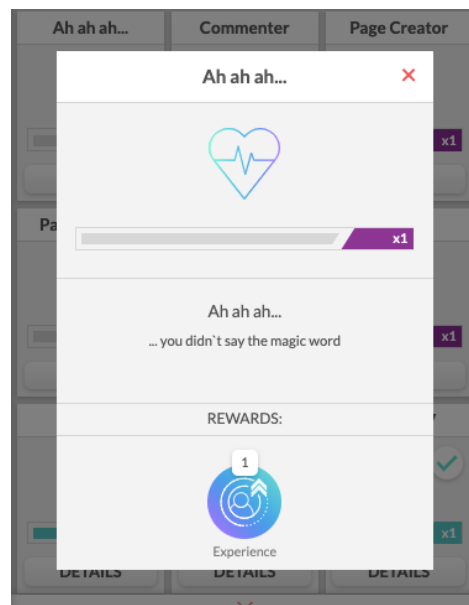 Ah ah ah...
Commenter
Page Creator
Ah ah ah...
x1
x1
Pa
Ah ah ah...
... you didn`t say the magic word
x1
REWARDS:
1
Experience
x1
DETAILS
DETAILS
DETAILS